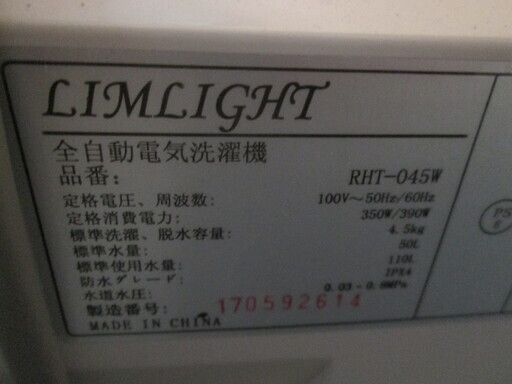 LIMLIGHT
全自動電気洗濯機
品番: RHT-045W
定格電圧、周波数: 100V～50Hz/60Hz
定格消費電力: 350W/390W
標準洗濯、脱水容量: 4.5kg
標準水量: 50L
標準使用水量: 110L
防水グレード: IPX4
水道水圧: 0.03-0.8MPa
製造番号: 170592614
MADE IN CHINA
PS